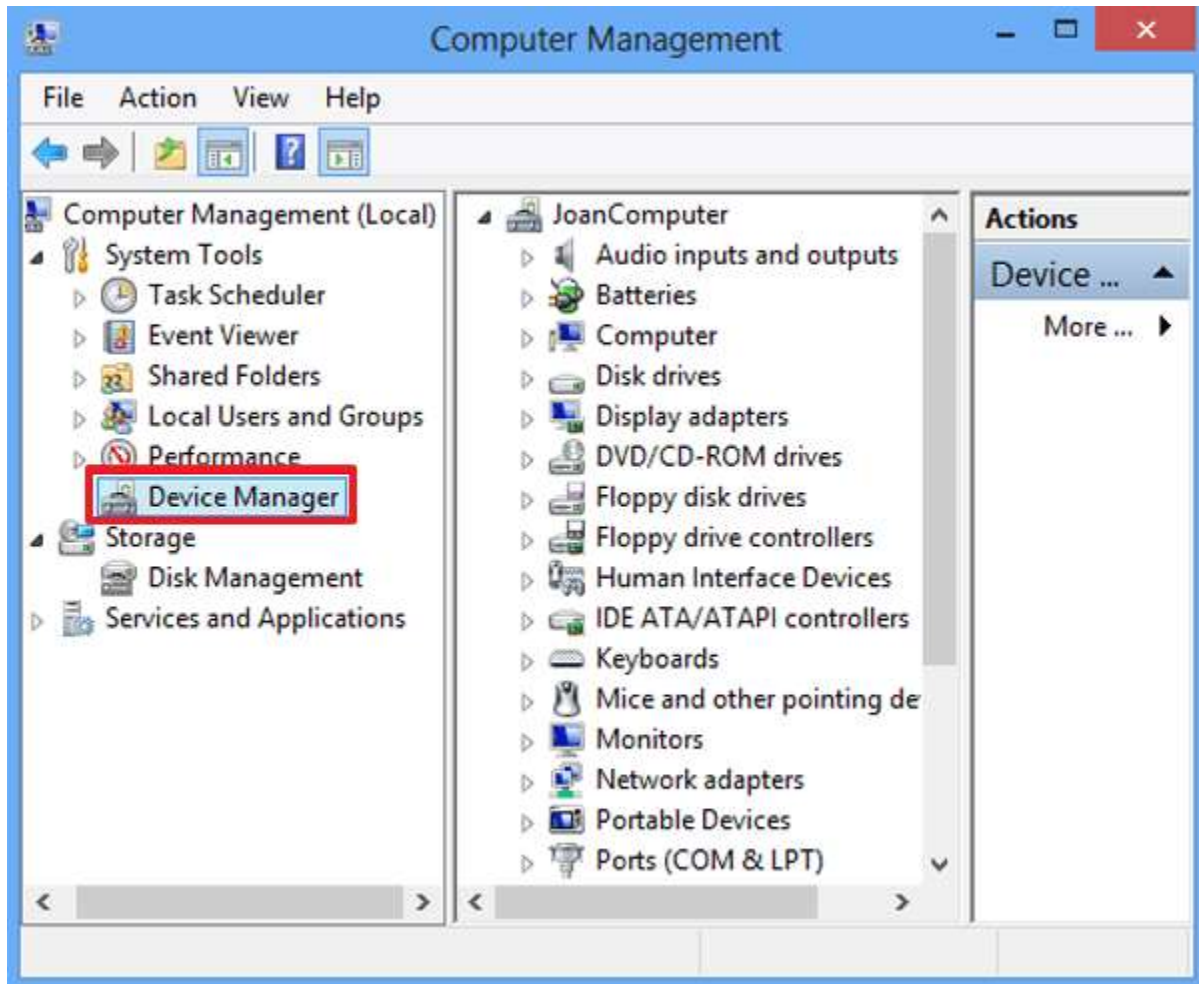 Computer Management
File Action View Help
Computer Management (Local)
System Tools
Task Scheduler
Event Viewer
Shared Folders
Local Users and Groups
Performance
Device Manager
Storage
Disk Management
Services and Applications
JoanComputer
Audio inputs and outputs
Batteries
Computer
Disk drives
Display adapters
DVD/CD-ROM drives
Floppy disk drives
Floppy drive controllers
Human Interface Devices
IDE ATA/ATAPI controllers
Keyboards
Mice and other pointing de
Monitors
Network adapters
Portable Devices
Ports (COM & LPT)
Actions
Device ...
More ...